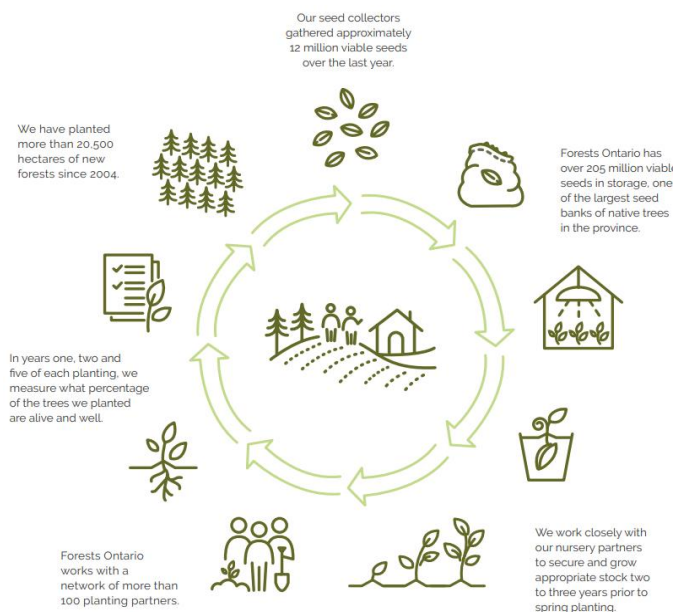 Our seed collectors
gathered approximately
12 million viable seeds
over the last year.
Forests Ontario has
over 205 million viable
seeds in storage, one
of the largest seed
banks of native trees
in the province.
We work closely with
our nursery partners
to secure and grow
appropriate stock two
to three years prior to
spring planting.
Forests Ontario
works with a
network of more than
100 planting partners.
In years one, two and
five of each planting, we
measure what percentage
of the trees we planted
are alive and well.
We have planted
more than 20,500
hectares of new
forests since 2004.